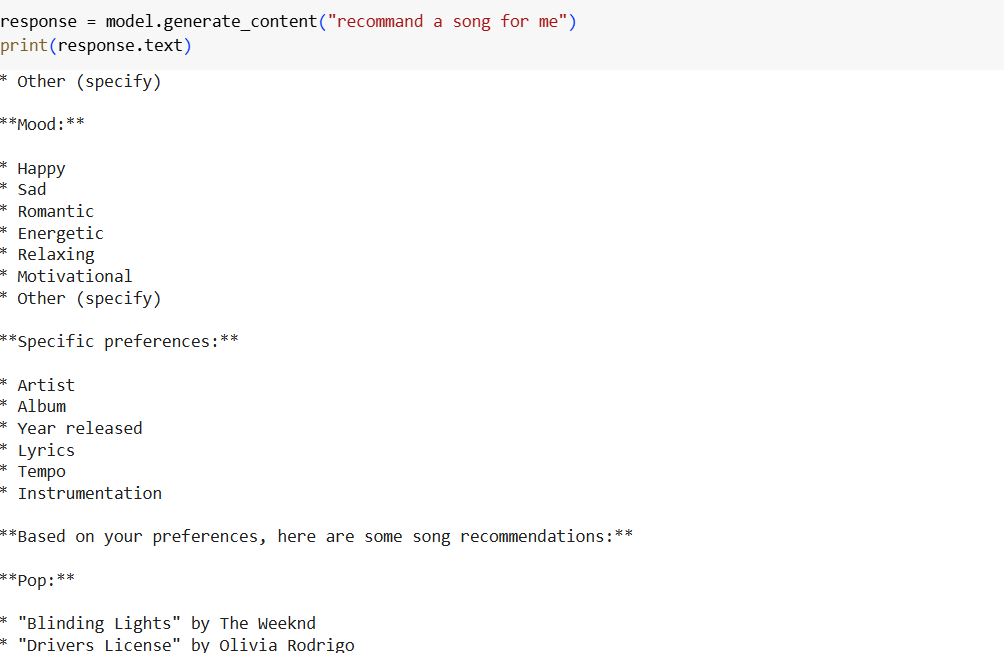 response = model.generate_content("recommand a song for me")
print(response.text)
* Other (specify)
**Mood:**
* Happy
* Sad
* Romantic
* Energetic
* Relaxing
* Motivational
* Other (specify)
**Specific preferences:**
* Artist
* Album
* Year released
* Lyrics
* Tempo
* Instrumentation
**Based on your preferences, here are some song recommendations:**
**Pop:**
* "Blinding Lights" by The Weeknd
* "Drivers License" by Olivia Rodrigo